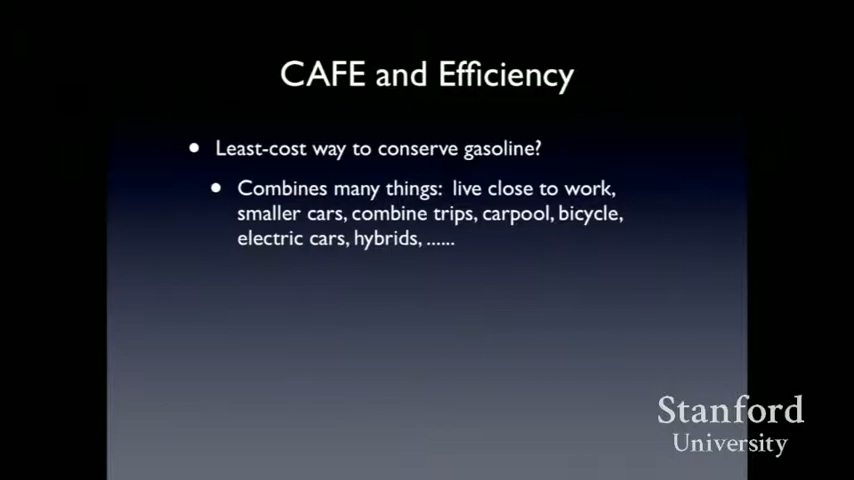 CAFE and Efficiency
• Least-cost way to conserve gasoline?
• Combines many things: live close to work,
smaller cars, combine trips, carpool, bicycle,
electric cars, hybrids, ......
Stanford
University